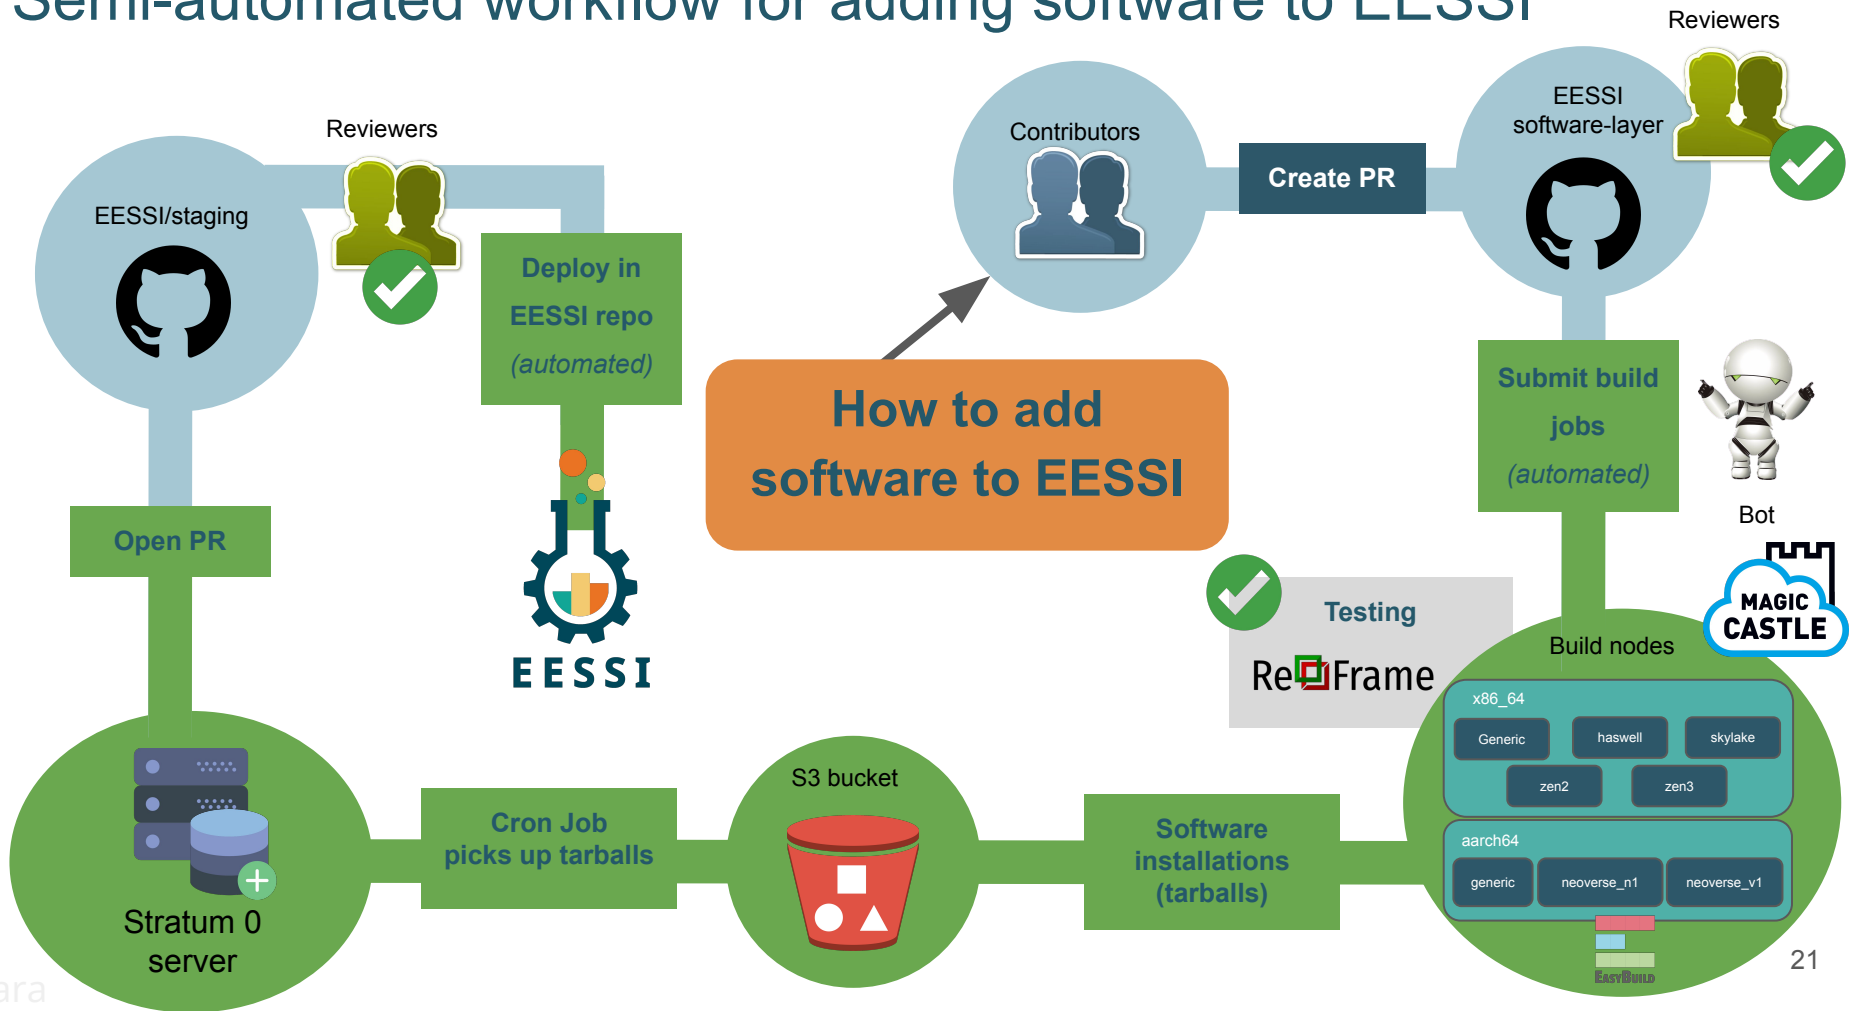 Semi-automated workflow for adding software to EESSI
Reviewers
EESSI
software-layer
Contributors
Create PR
Reviewers
EESSI/staging
Deploy in
EESSI repo
(automated)
How to add
software to EESSI
Submit build
jobs
(automated)
Bot
Open PR
MAGIC
CASTLE
Testing
ReFrame
EESSI
Build nodes
x86_64
Generic
haswell
skylake
zen2
zen3
aarch64
generic
neoverse_n1
neoverse_v1
EASYBUILD
S3 bucket
Software
installations
(tarballs)
Cron Job
picks up tarballs
Stratum 0
server
21
ara